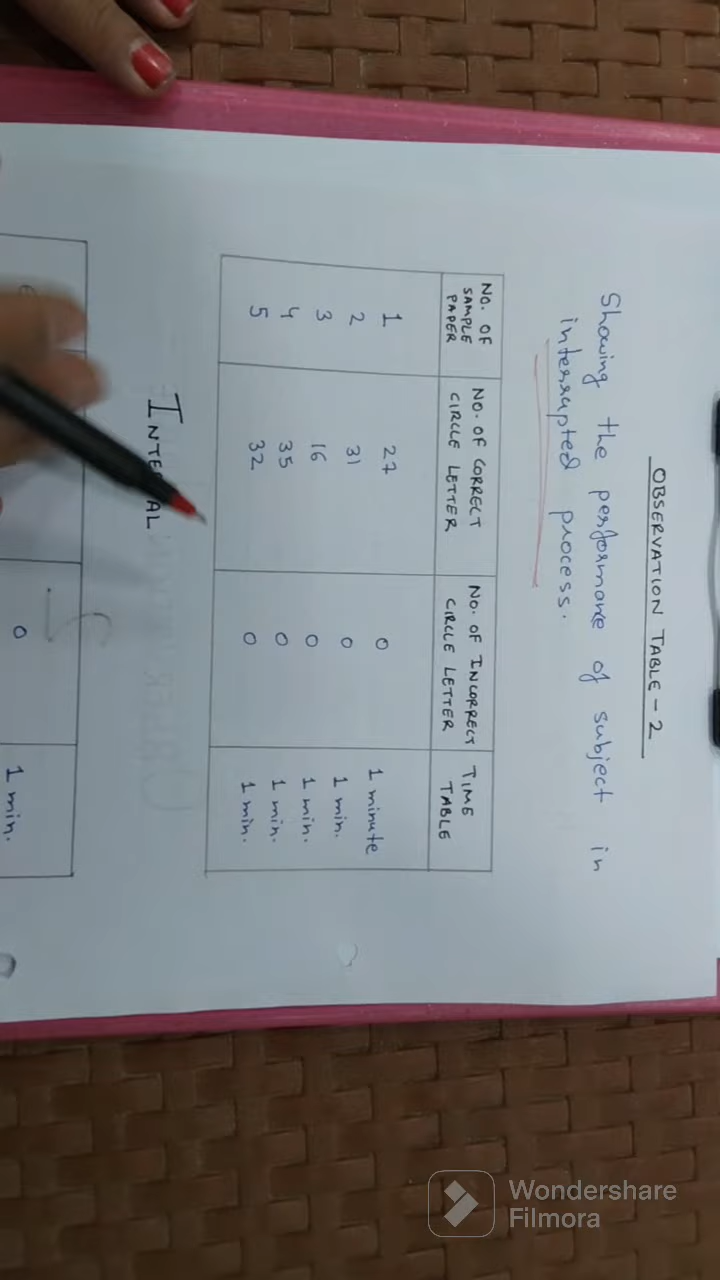 OBSERVATION TABLE - 2
Showing the performance of subject in
interrupted process.
NO. OF SAMPLE PAPER | NO. OF CORRECT CIRCLE LETTER | NO. OF INCORRECT CIRCLE LETTER | TIME TABLE
1 | 27 | 0 | 1 minute
2 | 31 | 0 | 1 min.
3 | 16 | 0 | 1 min.
4 | 35 | 0 | 1 min.
5 | 32 | 0 | 1 min.
0 | 1 min.
Wondershare
Filmora